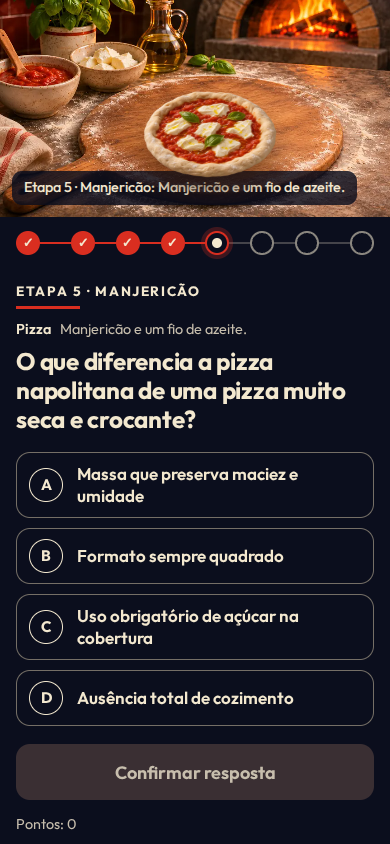 Etapa 5 · Manjericão: Manjericão e um fio de azeite.
ETAPA 5 · MANJERICÃO
Pizza Manjericão e um fio de azeite.
O que diferencia a pizza
napolitana de uma pizza muito
seca e crocante?
A Massa que preserva maciez e
umidade
B Formato sempre quadrado
C Uso obrigatório de açúcar na
cobertura
D Ausência total de cozimento
Confirmar resposta
Pontos: 0